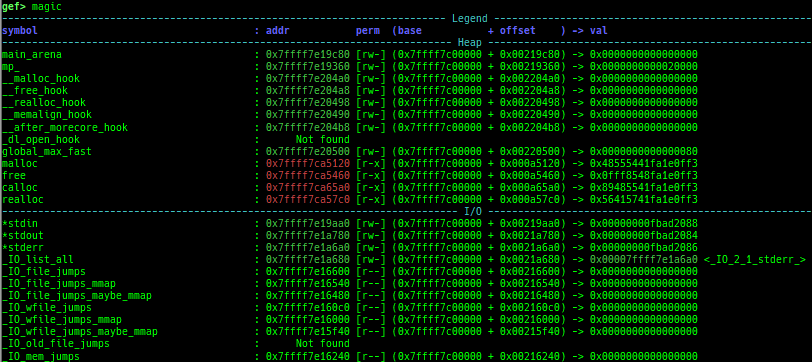 gef> magic
Legend
symbol : addr perm (base + offset ) -> val
Heap
main_arena : 0x7ffff7e19c80 [rw-] (0x7ffff7c00000 + 0x00219c80) -> 0x0000000000000000
mp_ : 0x7ffff7e19360 [rw-] (0x7ffff7c00000 + 0x00219360) -> 0x0000000000020000
__malloc_hook : 0x7ffff7e204a0 [rw-] (0x7ffff7c00000 + 0x002204a0) -> 0x0000000000000000
__free_hook : 0x7ffff7e204a8 [rw-] (0x7ffff7c00000 + 0x002204a8) -> 0x0000000000000000
__realloc_hook : 0x7ffff7e20498 [rw-] (0x7ffff7c00000 + 0x00220498) -> 0x0000000000000000
__memalign_hook : 0x7ffff7e20490 [rw-] (0x7ffff7c00000 + 0x00220490) -> 0x0000000000000000
__after_morecore_hook : 0x7ffff7e204b8 [rw-] (0x7ffff7c00000 + 0x002204b8) -> 0x0000000000000000
_dl_open_hook : Not found
global_max_fast : 0x7ffff7e20500 [rw-] (0x7ffff7c00000 + 0x00220500) -> 0x0000000000000080
malloc : 0x7ffff7ca5120 [r-x] (0x7ffff7c00000 + 0x000a5120) -> 0x48555441fa1e0ff3
free : 0x7ffff7ca5460 [r-x] (0x7ffff7c00000 + 0x000a5460) -> 0x0fff8548fa1e0ff3
calloc : 0x7ffff7ca65a0 [r-x] (0x7ffff7c00000 + 0x000a65a0) -> 0x89485541fa1e0ff3
realloc : 0x7ffff7ca57c0 [r-x] (0x7ffff7c00000 + 0x000a57c0) -> 0x56415741fa1e0ff3
I/O
*stdin : 0x7ffff7e19aa0 [rw-] (0x7ffff7c00000 + 0x00219aa0) -> 0x00000000fbad2088
*stdout : 0x7ffff7e1a780 [rw-] (0x7ffff7c00000 + 0x0021a780) -> 0x00000000fbad2084
*stderr : 0x7ffff7e1a6a0 [rw-] (0x7ffff7c00000 + 0x0021a6a0) -> 0x00000000fbad2086
_IO_list_all : 0x7ffff7e1a680 [rw-] (0x7ffff7c00000 + 0x0021a680) -> 0x00007ffff7e1a6a0 <_IO_2_1_stderr_>
_IO_file_jumps : 0x7ffff7e16600 [r--] (0x7ffff7c00000 + 0x00216600) -> 0x0000000000000000
_IO_file_jumps_mmap : 0x7ffff7e16540 [r--] (0x7ffff7c00000 + 0x00216540) -> 0x0000000000000000
_IO_file_jumps_maybe_mmap : 0x7ffff7e16480 [r--] (0x7ffff7c00000 + 0x00216480) -> 0x0000000000000000
_IO_wfile_jumps : 0x7ffff7e160c0 [r--] (0x7ffff7c00000 + 0x002160c0) -> 0x0000000000000000
_IO_wfile_jumps_mmap : 0x7ffff7e16000 [r--] (0x7ffff7c00000 + 0x00216000) -> 0x0000000000000000
_IO_wfile_jumps_maybe_mmap : 0x7ffff7e15f40 [r--] (0x7ffff7c00000 + 0x00215f40) -> 0x0000000000000000
_IO_old_file_jumps : Not found
_IO_mem_jumps : 0x7ffff7e16240 [r--] (0x7ffff7c00000 + 0x00216240) -> 0x0000000000000000